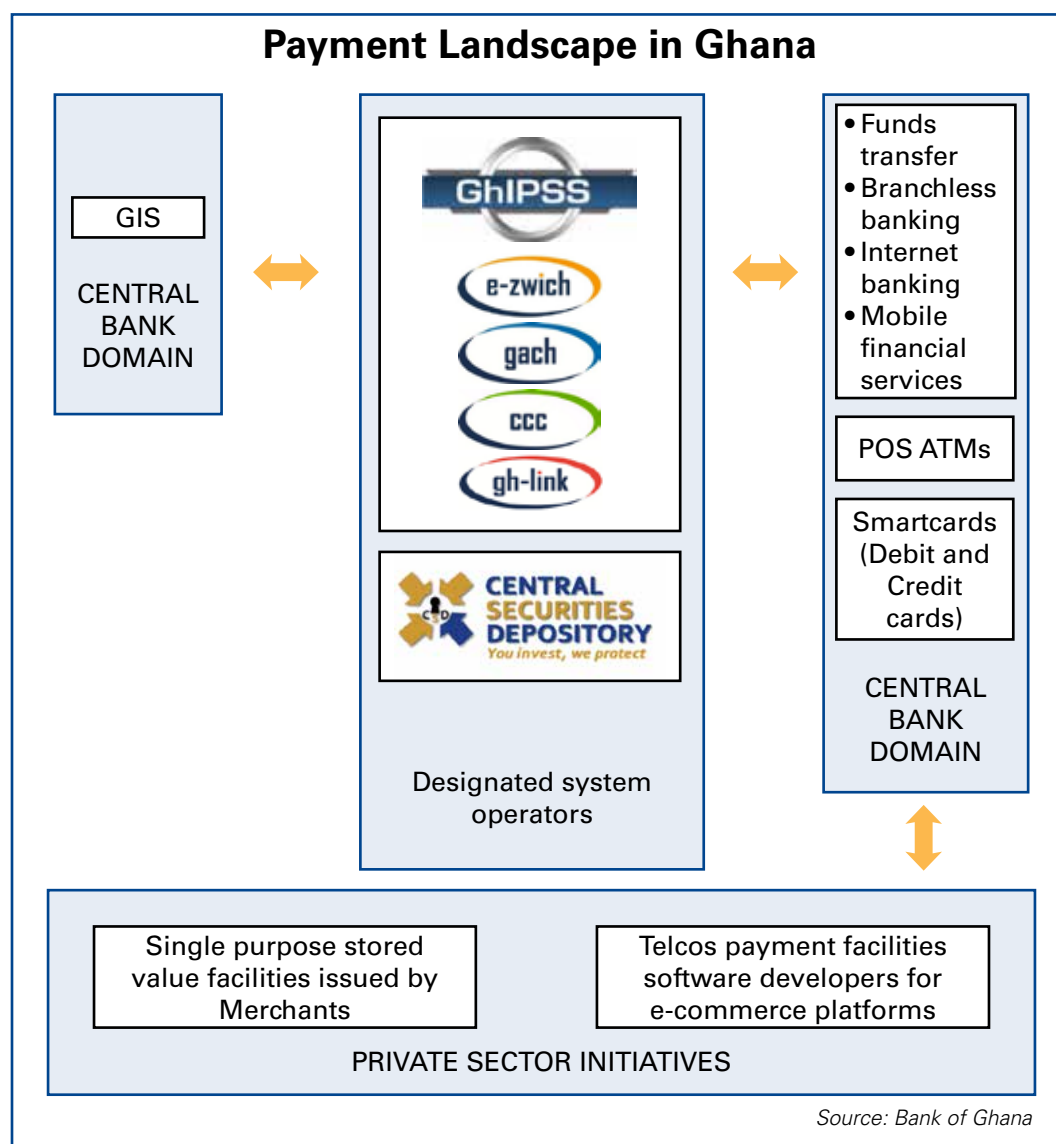 Payment Landscape in Ghana
GIS
CENTRAL
BANK
DOMAIN
GhIPSS
e-zwich
gach
ccc
gh-link
CSD
CENTRAL
SECURITIES
DEPOSITORY
You invest, we protect
Designated system
operators
• Funds
transfer
• Branchless
banking
• Internet
banking
• Mobile
financial
services
POS ATMs
Smartcards
(Debit and
Credit
cards)
CENTRAL
BANK
DOMAIN
Single purpose stored
value facilities issued by
Merchants
Telcos payment facilities
software developers for
e-commerce platforms
PRIVATE SECTOR INITIATIVES
Source: Bank of Ghana